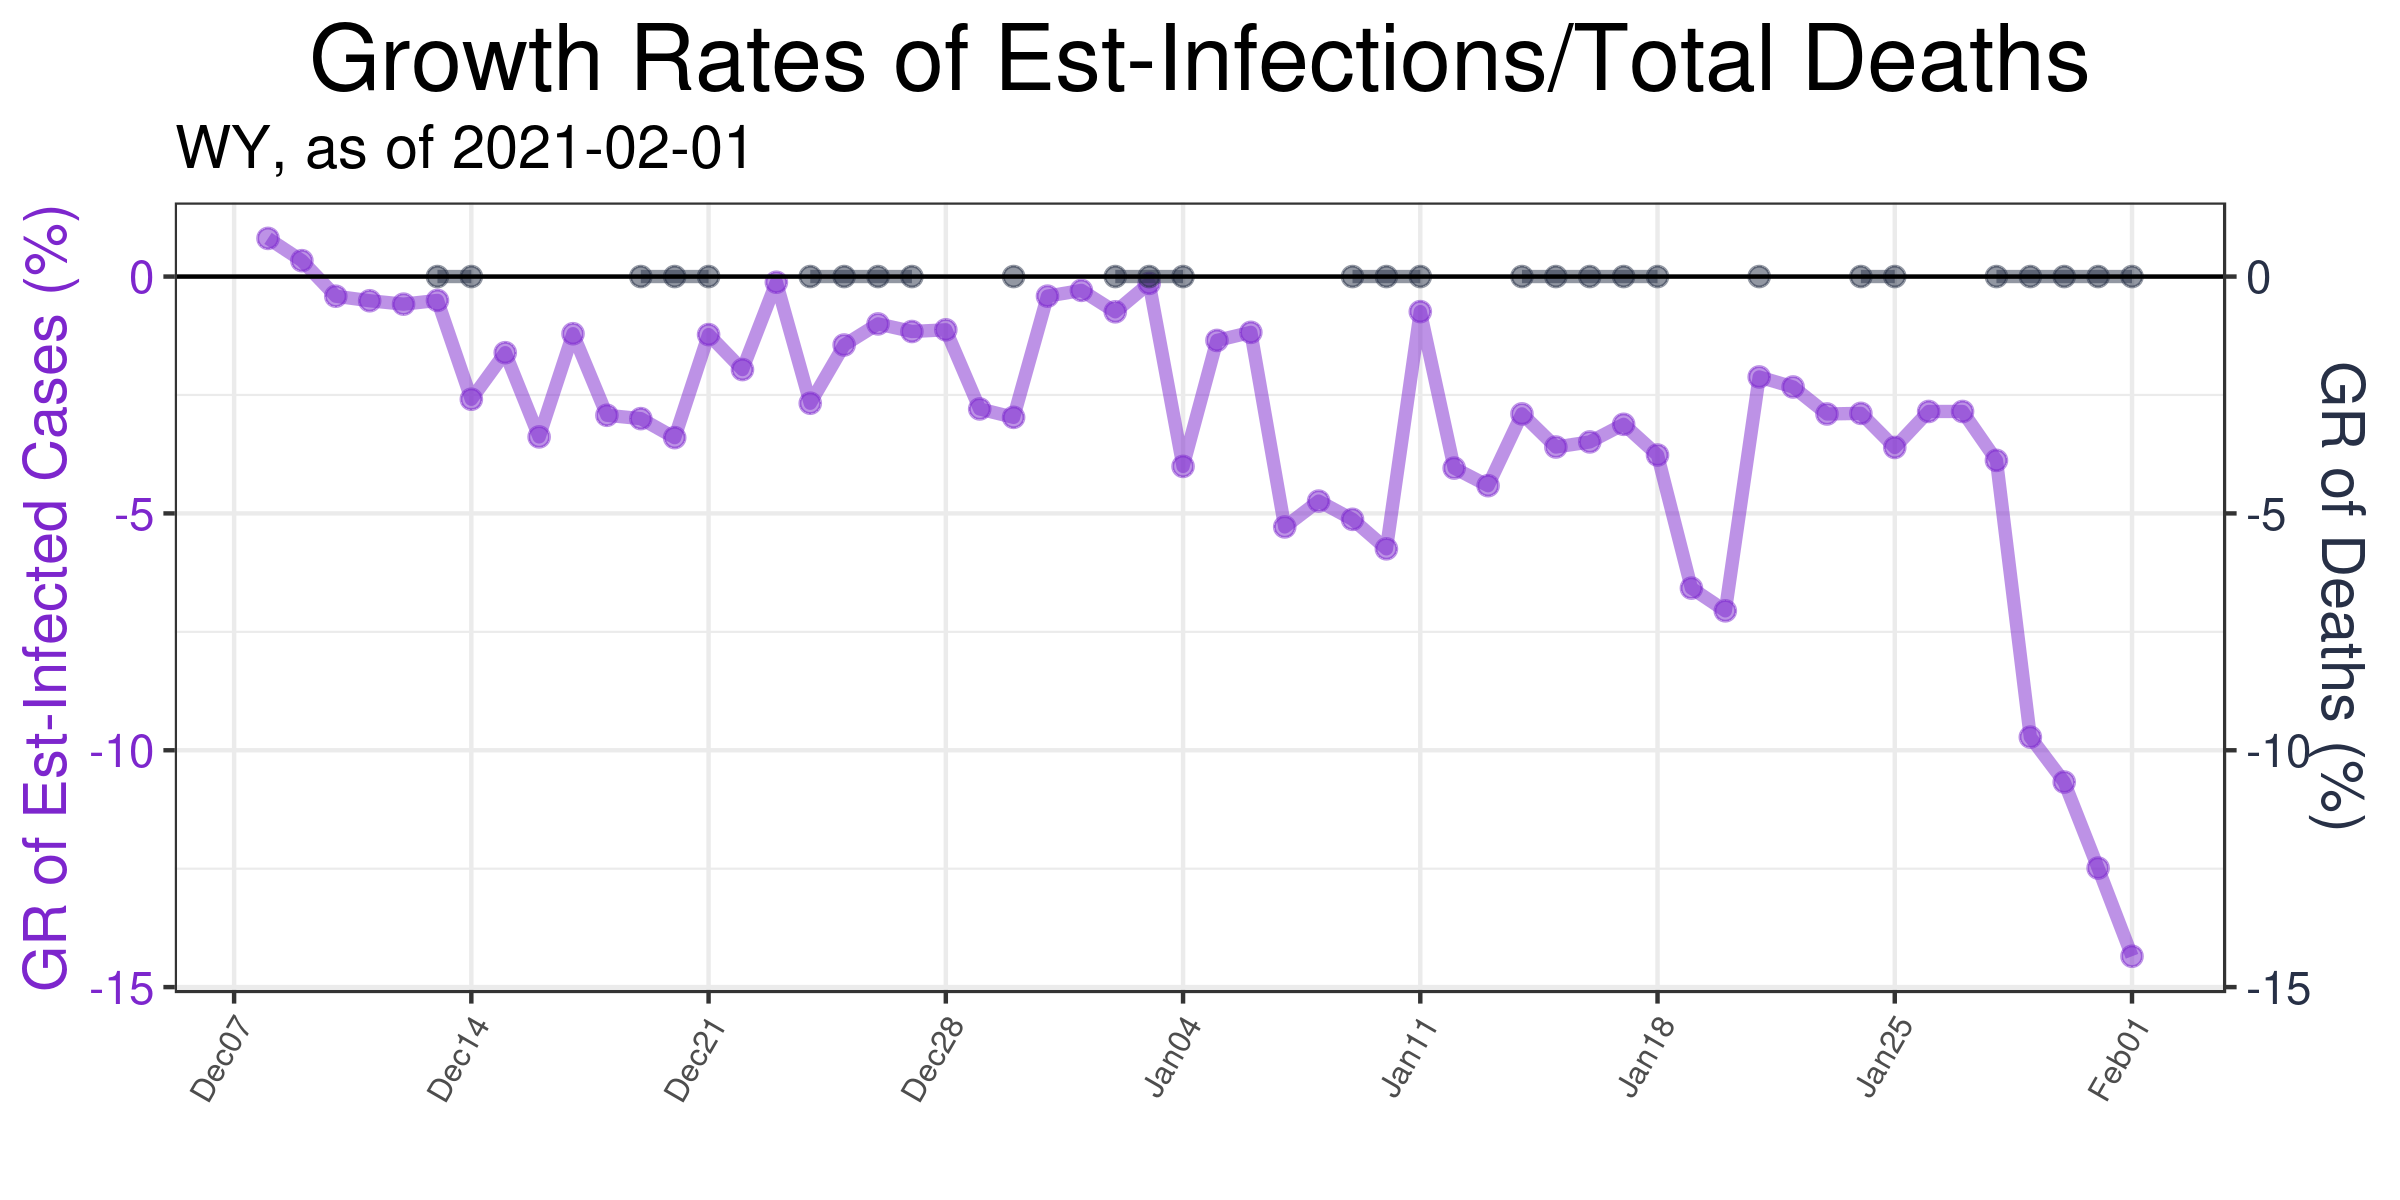 Growth Rates of Est-Infections/Total Deaths
WY, as of 2021-02-01
GR of Est-Infected Cases (%)
0
-5
-10
-15
0
-5
-10
-15
GR of Deaths (%)
Dec07
Dec14
Dec21
Dec28
Jan04
Jan11
Jan18
Jan25
Feb01